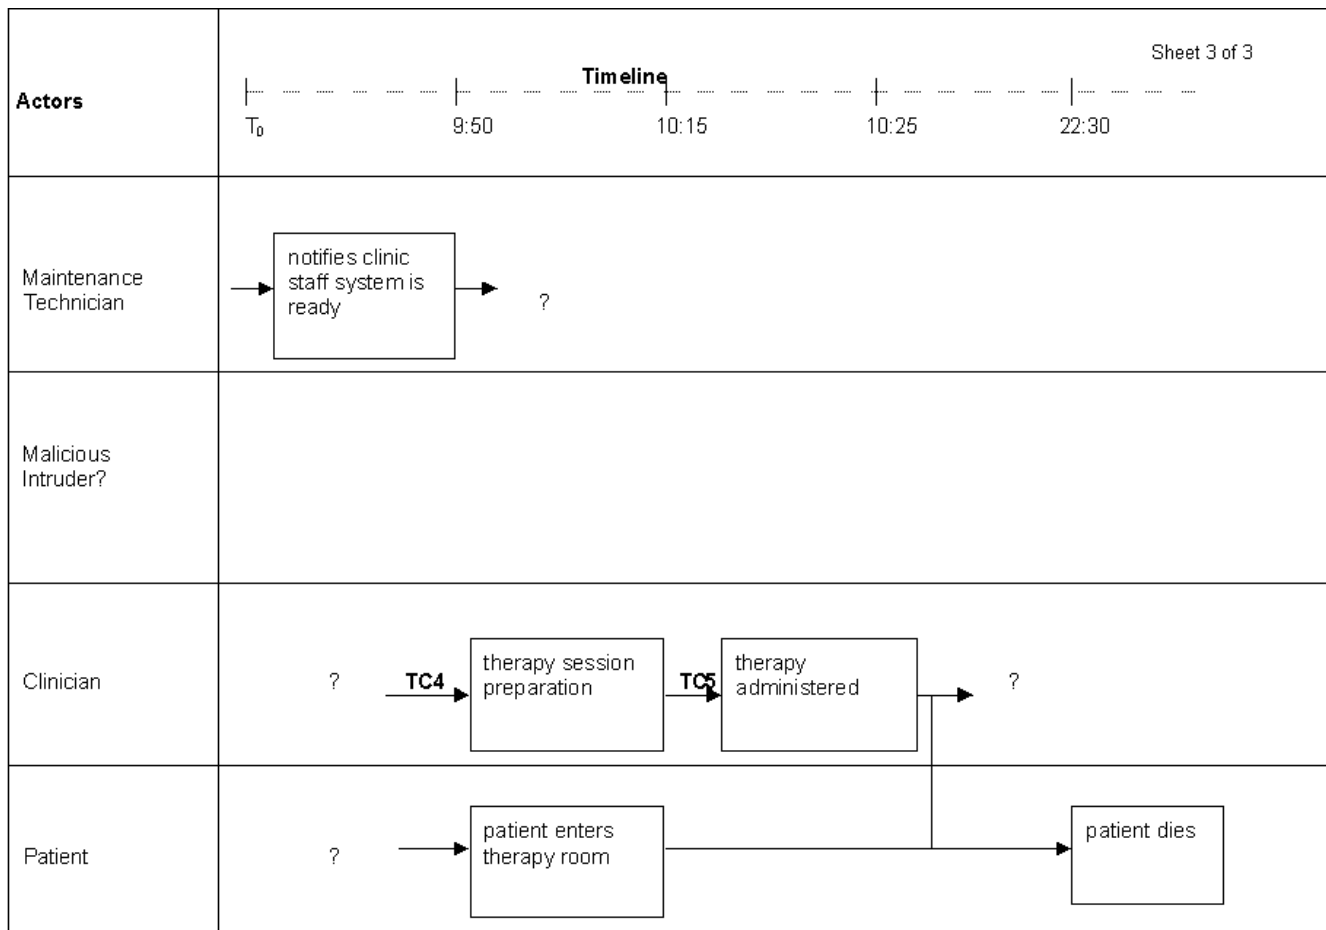 Sheet 3 of 3
Timeline
Actors
T₀
9:50
10:15
10:25
22:30
Maintenance
Technician
notifies clinic
staff system is
ready
?
Malicious
Intruder?
Clinician
?
TC4
therapy session
preparation
TC5
therapy
administered
?
Patient
?
patient enters
therapy room
patient dies